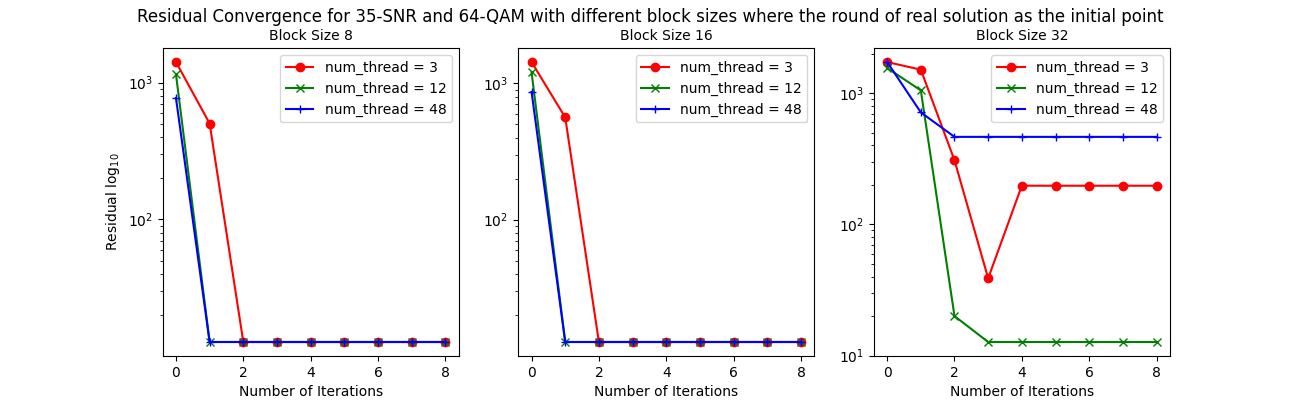 Residual Convergence for 35-SNR and 64-QAM with different block sizes where the round of real solution as the initial point
Block Size 8
Residual log₁₀
10³
10²
num_thread = 3
num_thread = 12
num_thread = 48
0 2 4 6 8
Number of Iterations
Block Size 16
10³
10²
num_thread = 3
num_thread = 12
num_thread = 48
0 2 4 6 8
Number of Iterations
Block Size 32
10³
10²
10¹
num_thread = 3
num_thread = 12
num_thread = 48
0 2 4 6 8
Number of Iterations